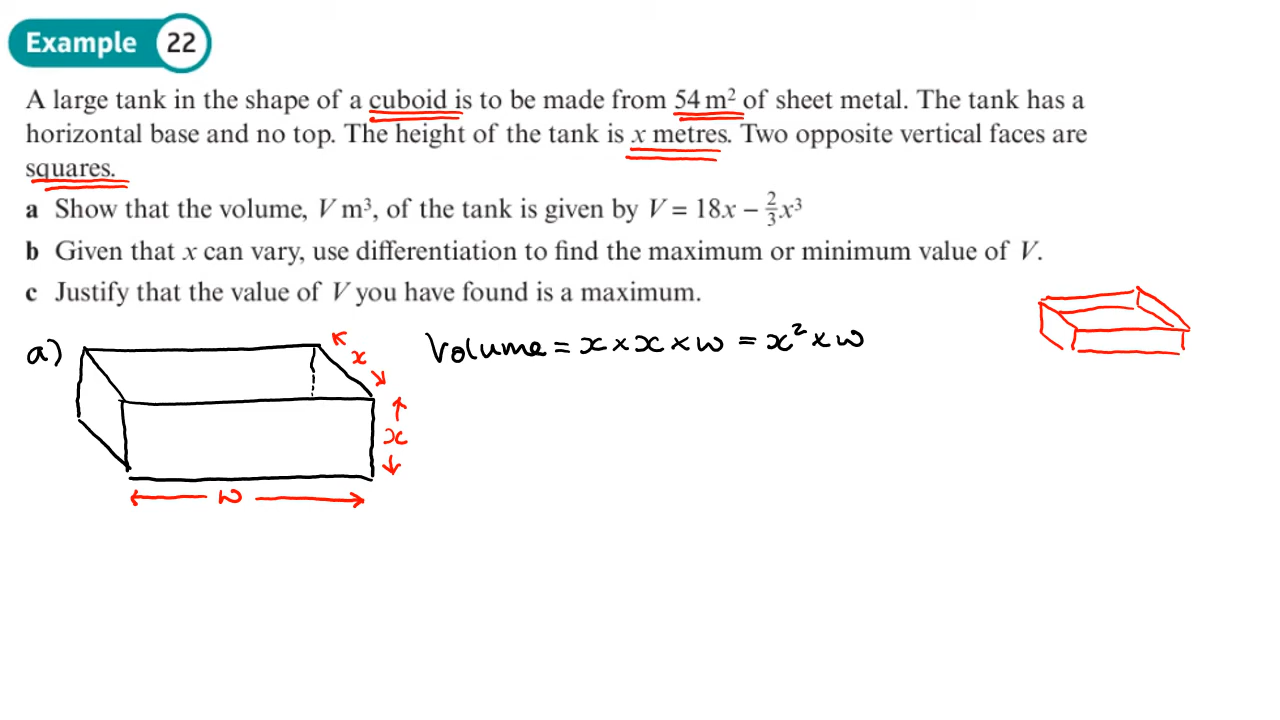 Example 22
A large tank in the shape of a cuboid is to be made from 54 m² of sheet metal. The tank has a
horizontal base and no top. The height of the tank is x metres. Two opposite vertical faces are
squares.
a Show that the volume, V m³, of the tank is given by V = 18x − ⅔x³
b Given that x can vary, use differentiation to find the maximum or minimum value of V.
c Justify that the value of V you have found is a maximum.
a)
x
Volume = x × x × w = x² × w
x
w